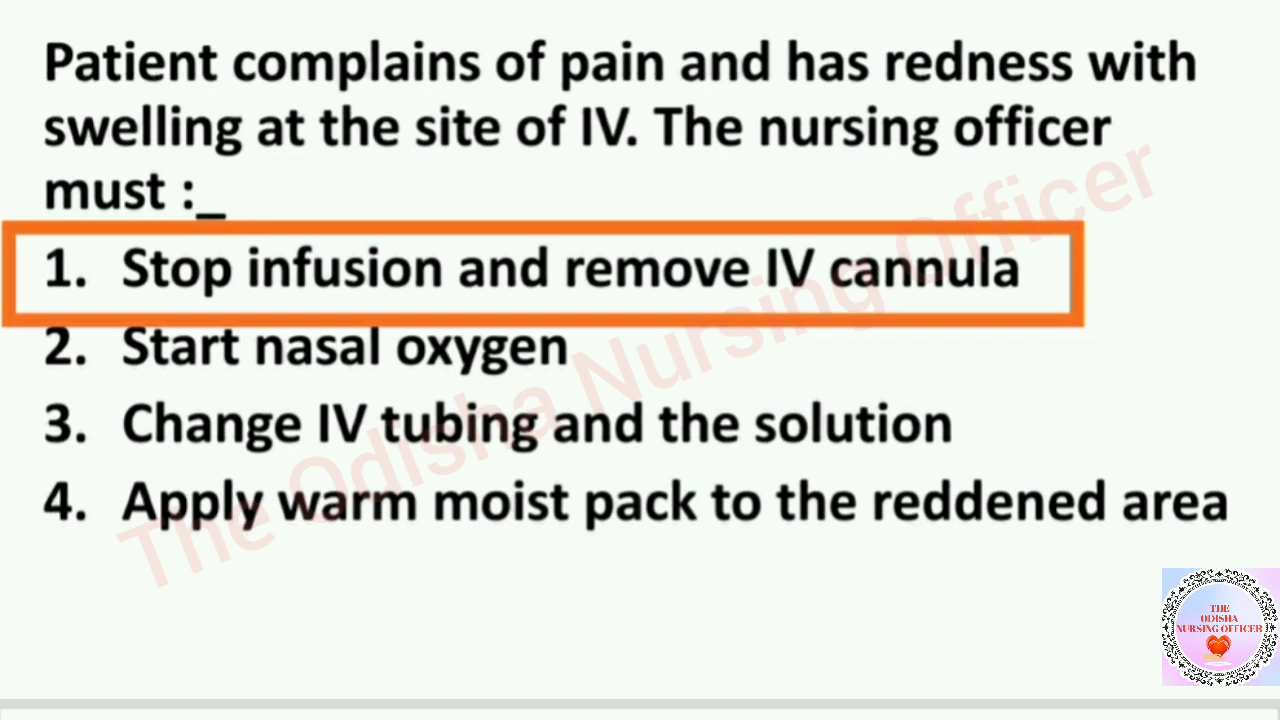 Patient complains of pain and has redness with
swelling at the site of IV. The nursing officer
must :_
1. Stop infusion and remove IV cannula
2. Start nasal oxygen
3. Change IV tubing and the solution
4. Apply warm moist pack to the reddened area
The Odisha Nursing Officer
THE
ODISHA
NURSING OFFICER